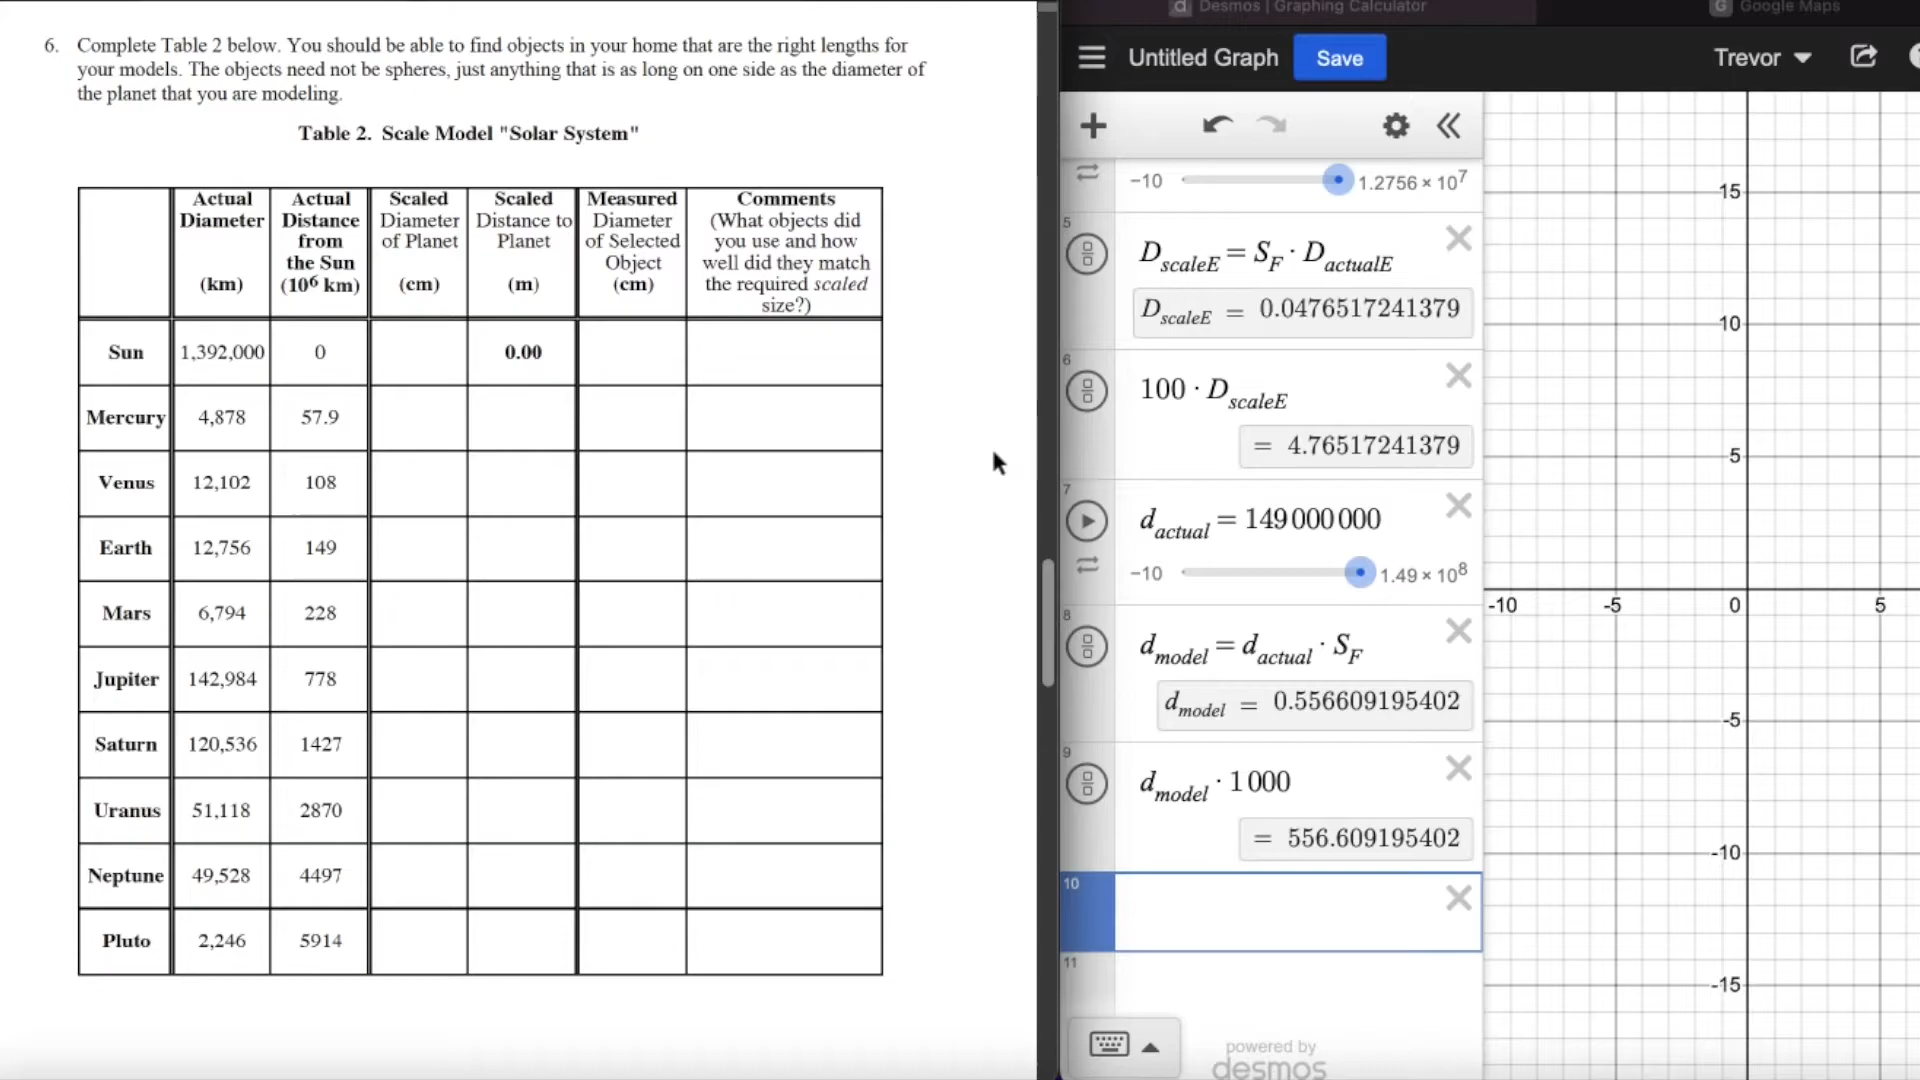 6. Complete Table 2 below. You should be able to find objects in your home that are the right lengths for
your models. The objects need not be spheres, just anything that is as long on one side as the diameter of
the planet that you are modeling.
Table 2. Scale Model "Solar System"
Actual Diameter (km) | Actual Distance from the Sun (10⁶ km) | Scaled Diameter of Planet (cm) | Scaled Distance to Planet (m) | Measured Diameter of Selected Object (cm) | Comments (What objects did you use and how well did they match the required scaled size?)
Sun 1,392,000 0 0.00
Mercury 4,878 57.9
Venus 12,102 108
Earth 12,756 149
Mars 6,794 228
Jupiter 142,984 778
Saturn 120,536 1427
Uranus 51,118 2870
Neptune 49,528 4497
Pluto 2,246 5914
d Desmos | Graphing Calculator
G Google Maps
Untitled Graph Save
Trevor
-10 1.2756 × 10⁷
5
D_scaleE = S_F · D_actualE
D_scaleE = 0.0476517241379
6
100 · D_scaleE
= 4.76517241379
7
d_actual = 149000000
-10 1.49 × 10⁸
8
d_model = d_actual · S_F
d_model = 0.556609195402
9
d_model · 1000
= 556.609195402
10
11
powered by
desmos
15
10
5
-10 -5 0 5
-5
-10
-15